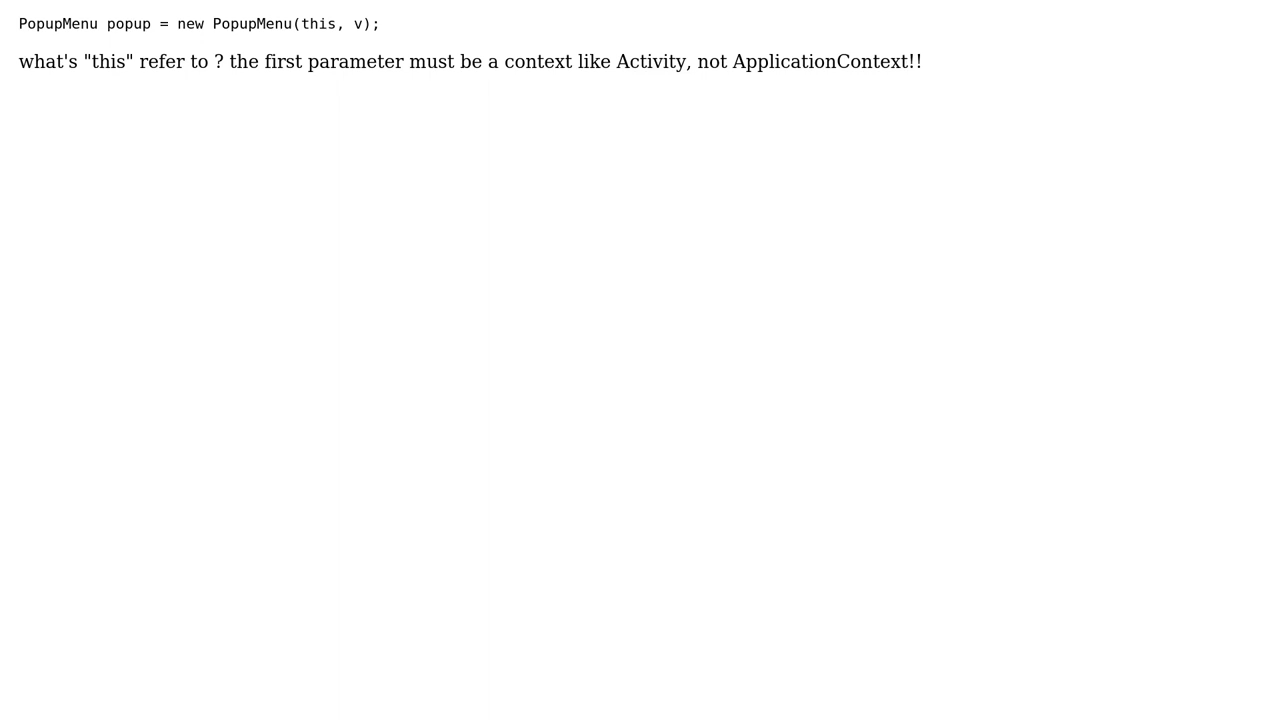 PopupMenu popup = new PopupMenu(this, v);
what's "this" refer to ? the first parameter must be a context like Activity, not ApplicationContext!!